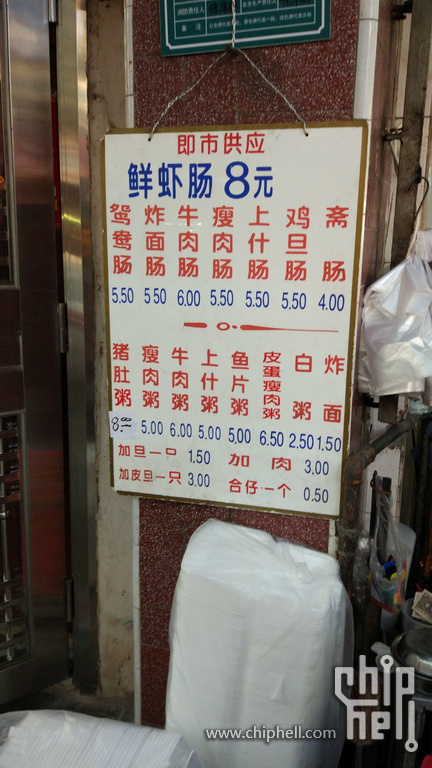 即市供应
鲜虾肠 8元
鸳鸯肠 炸面肠 牛肉肠 瘦肉肠 上什肠 鸡旦肠 斋肠
5.50 5.50 6.00 5.50 5.50 5.50 4.00
猪肚粥 瘦肉粥 牛肉粥 上什粥 鱼片粥 皮蛋瘦肉粥 白粥 炸面
8.00 5.00 6.00 5.00 5.00 6.50 2.50 1.50
加旦一只 1.50 加肉 3.00
加皮旦一只 3.00 合仔一个 0.50
www.chiphell.com
chip
hell